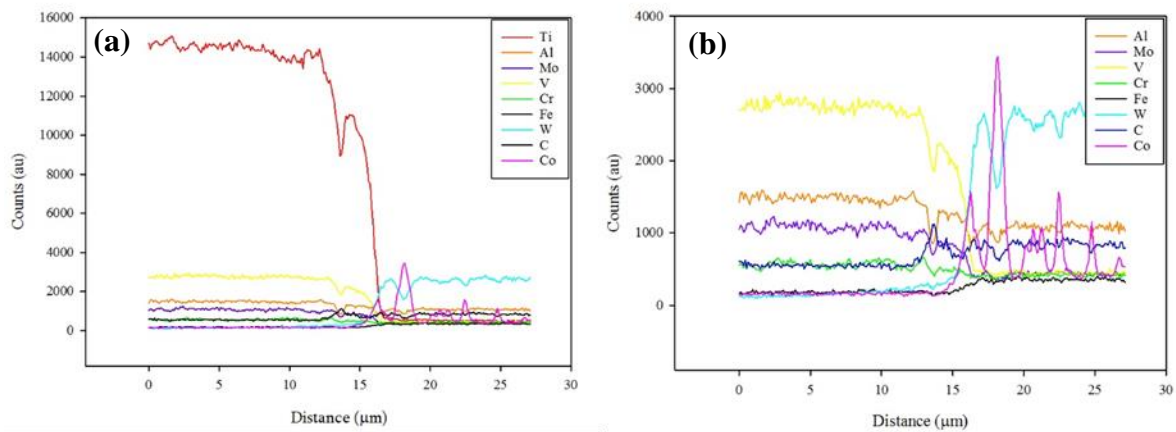 (a)
16000
14000
12000
10000
8000
6000
4000
2000
0
Counts (au)
0 5 10 15 20 25 30
Distance (μm)
Ti
Al
Mo
V
Cr
Fe
W
C
Co
(b)
4000
3000
2000
1000
0
Counts (au)
0 5 10 15 20 25 30
Distance (μm)
Al
Mo
V
Cr
Fe
W
C
Co